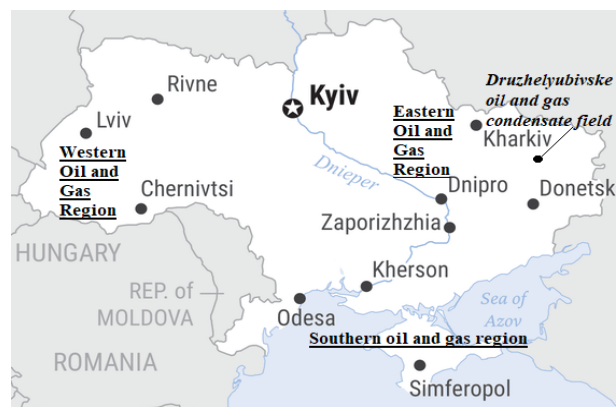 Rivne
Kyiv
Lviv
Western
Oil and
Gas
Region
Chernivtsi
Dnieper
Eastern
Oil and
Gas
Region
Druzhelyubivske
oil and gas
condensate field
Kharkiv
Dnipro
Donetsk
Zaporizhzhia
HUNGARY
Kherson
REP. of
MOLDOVA
Odesa
Sea of
Azov
Southern oil and gas region
ROMANIA
Simferopol